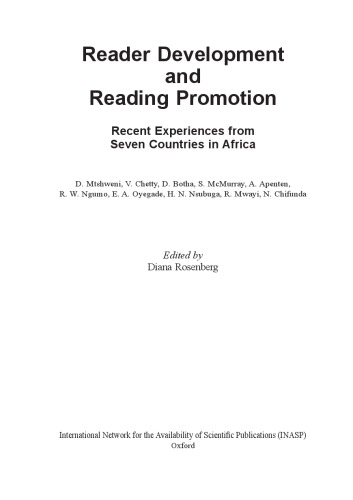 Reader Development
and
Reading Promotion
Recent Experiences from
Seven Countries in Africa
D. Mtshweni, V. Chetty, D. Botha, S. McMurray, A. Apenten,
R. W. Ngumo, E. A. Oyegade, H. N. Nsubuga, R. Mwayi, N. Chifunda
Edited by
Diana Rosenberg
International Network for the Availability of Scientific Publications (INASP)
Oxford